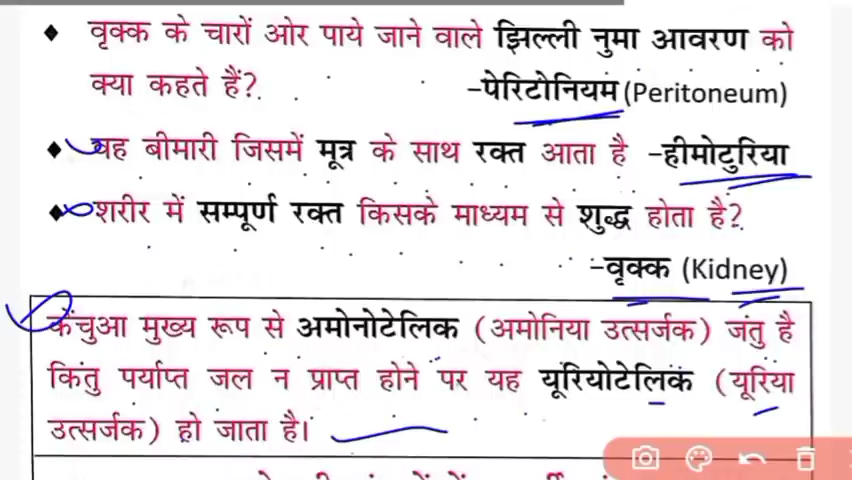 ♦ वृक्क के चारों ओर पाये जाने वाले झिल्ली नुमा आवरण को
क्या कहते हैं? -पेरिटोनियम (Peritoneum)
♦ यह बीमारी जिसमें मूत्र के साथ रक्त आता है -हीमोटुरिया
♦ शरीर में सम्पूर्ण रक्त किसके माध्यम से शुद्ध होता है?
-वृक्क (Kidney)
केंचुआ मुख्य रूप से अमोनोटेलिक (अमोनिया उत्सर्जक) जंतु है
किंतु पर्याप्त जल न प्राप्त होने पर यह यूरियोटेलिक (यूरिया
उत्सर्जक) हो जाता है।